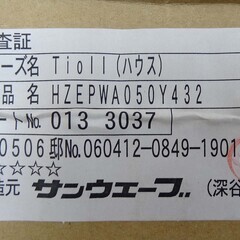 査証
ーズ名 Tioll(ハウス)
品名 HZEPWA050Y432
ートNo. 013 3037
0506 邸No.060412-0849-1901
☆☆☆☆
造元 サンウエーブ.. (深谷